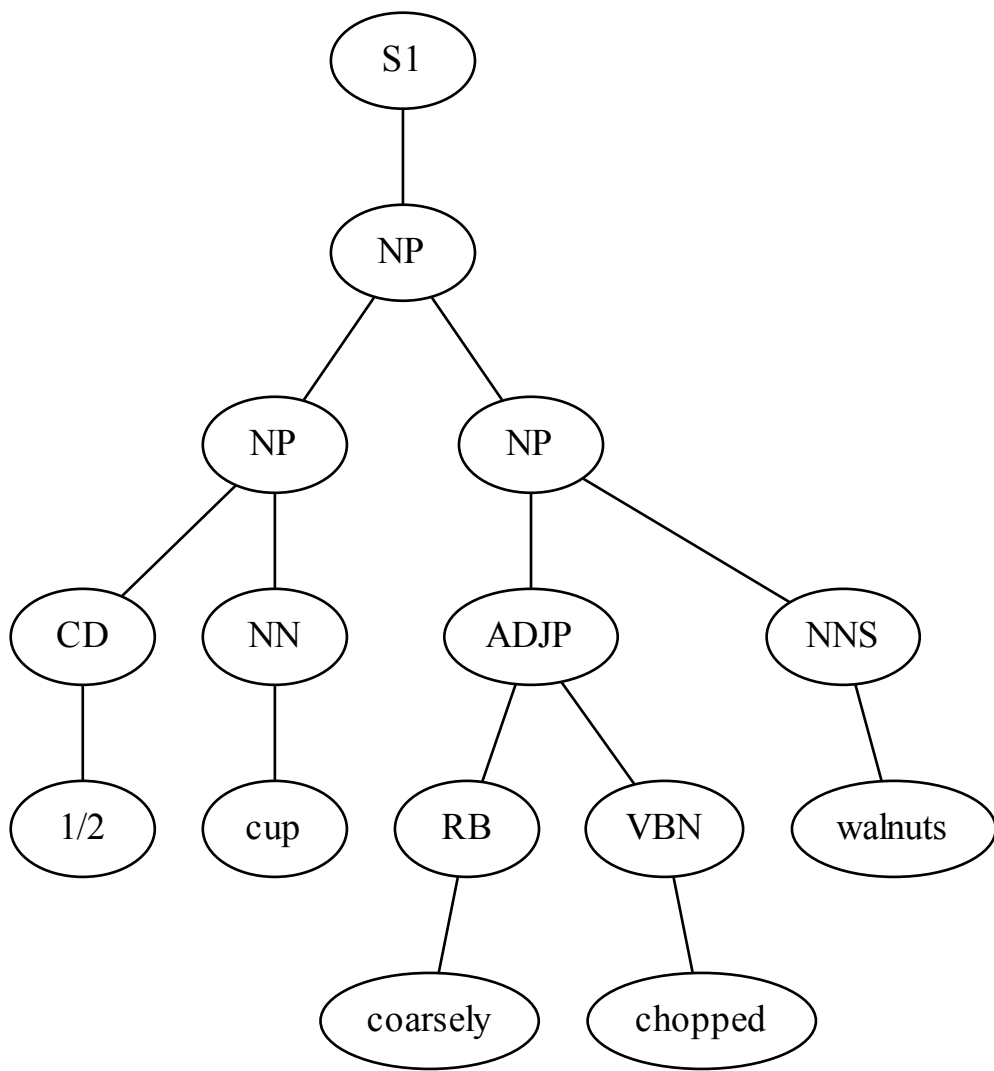 S1
NP
NP NP
CD NN ADJP NNS
1/2 cup RB VBN walnuts
coarsely chopped